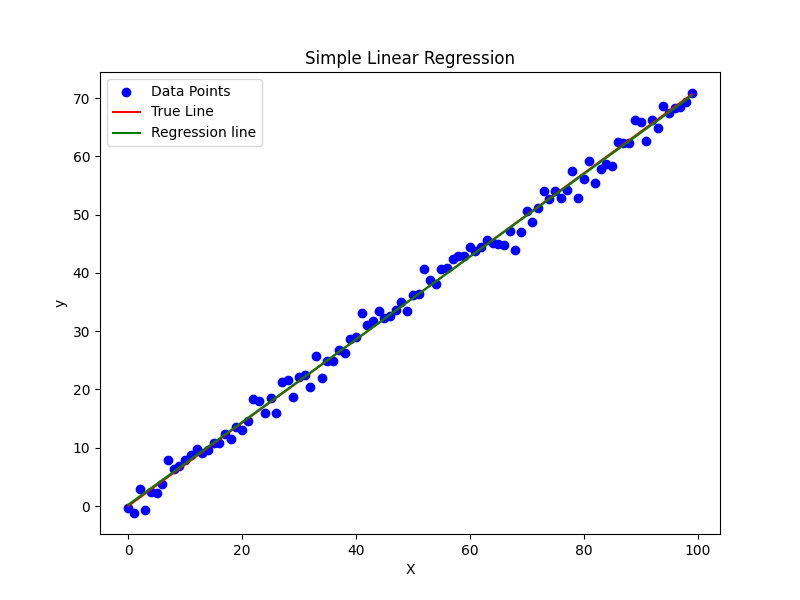 Simple Linear Regression
Data Points
True Line
Regression line
70
60
50
40
30
20
10
0
y
0 20 40 60 80 100
X